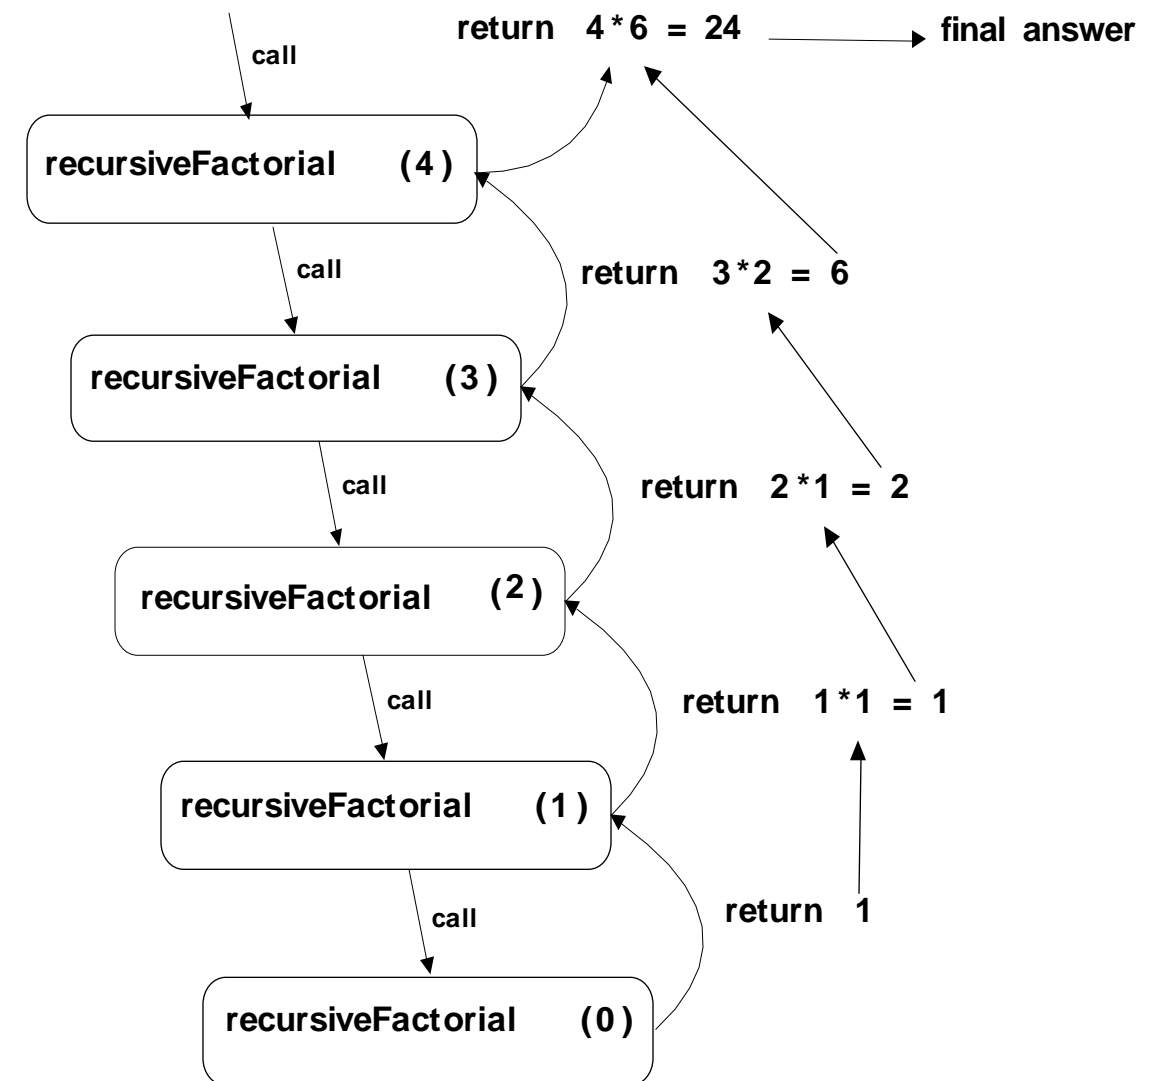 return 4*6 = 24
final answer
call
recursiveFactorial (4)
call
return 3*2 = 6
recursiveFactorial (3)
call
return 2*1 = 2
recursiveFactorial (2)
call
return 1*1 = 1
recursiveFactorial (1)
call
return 1
recursiveFactorial (0)